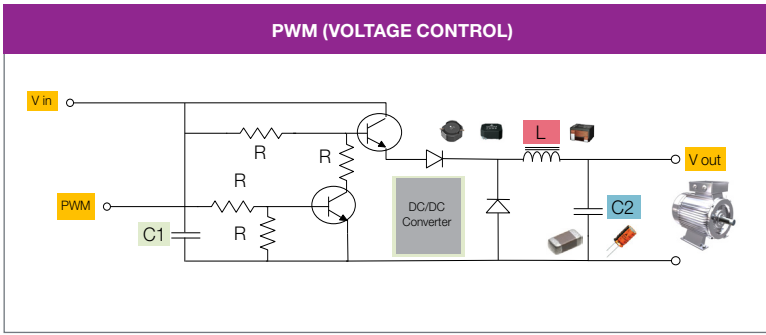 PWM (VOLTAGE CONTROL)
V in
R
R
L
V out
R
PWM
DC/DC
Converter
C2
C1
R